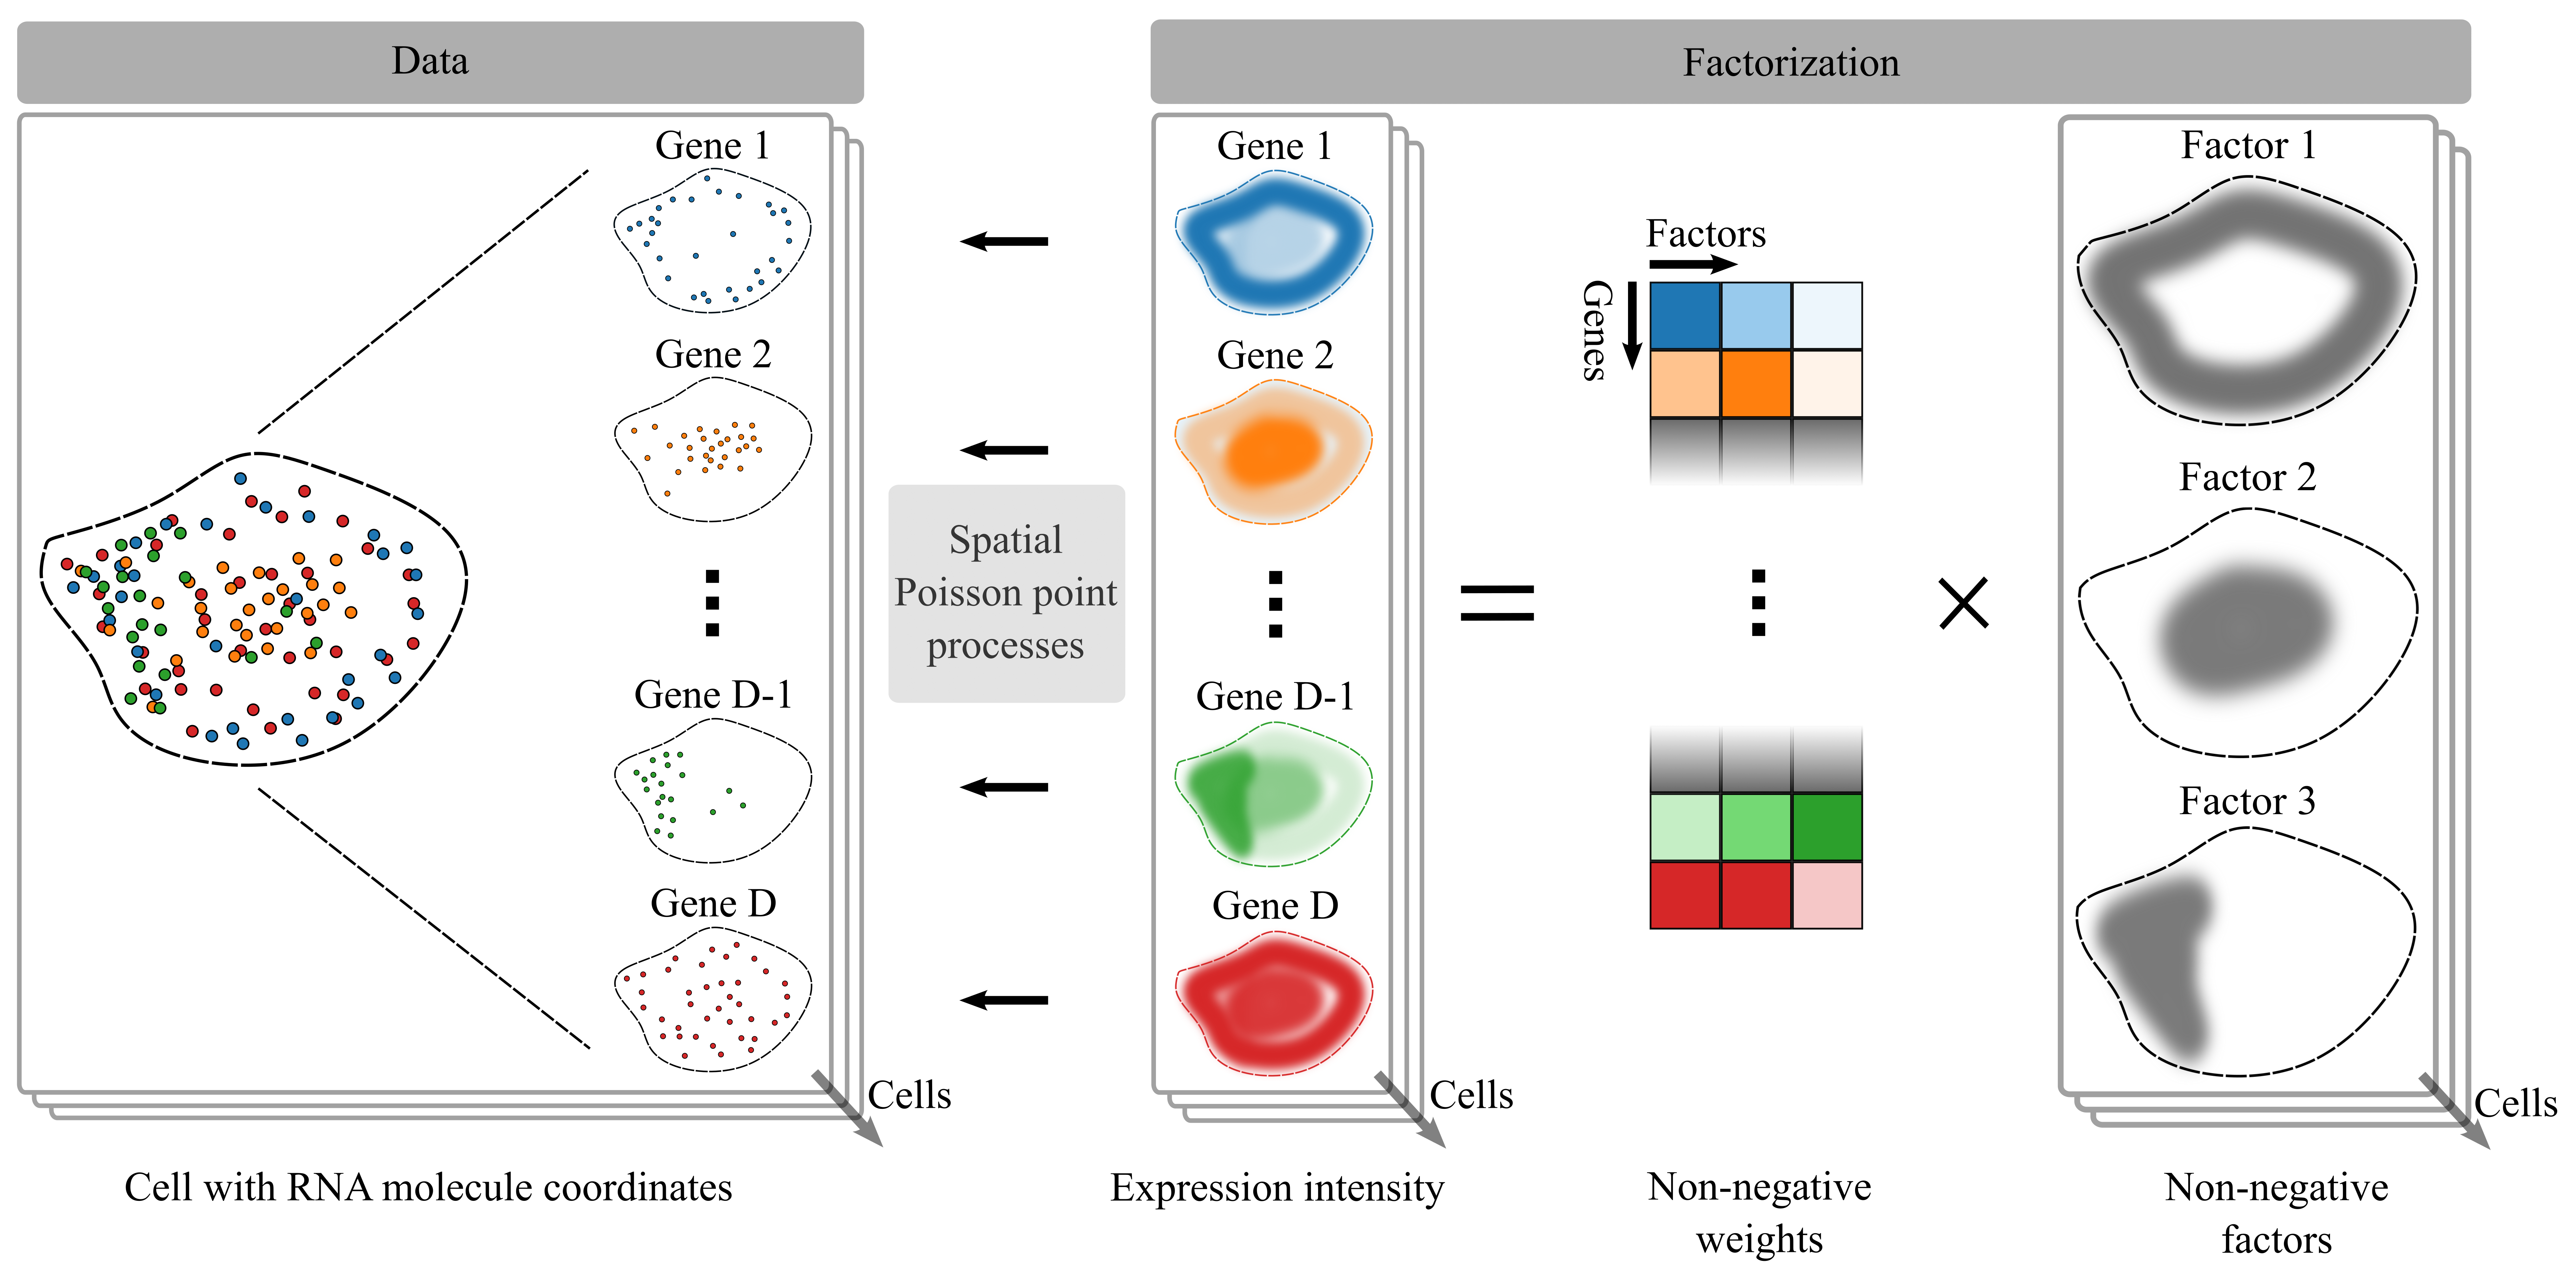 Data
Factorization
Gene 1
Gene 2
Gene D-1
Gene D
Cells
Cell with RNA molecule coordinates
Spatial
Poisson point
processes
Gene 1
Gene 2
Gene D-1
Gene D
Cells
Expression intensity
Factors
Genes
Non-negative
weights
Factor 1
Factor 2
Factor 3
Cells
Non-negative
factors